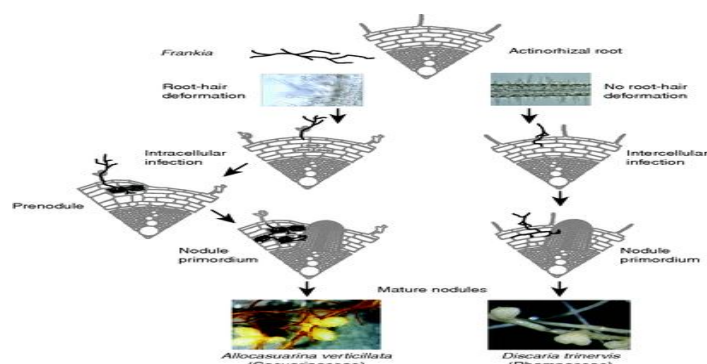 Frankia
Actinorhizal root
Root-hair
deformation
No root-hair
deformation
Intracellular
infection
Intercellular
infection
Prenodule
Nodule
primordium
Nodule
primordium
Mature nodules
Allocasuarina verticillata
Discaria trinervis